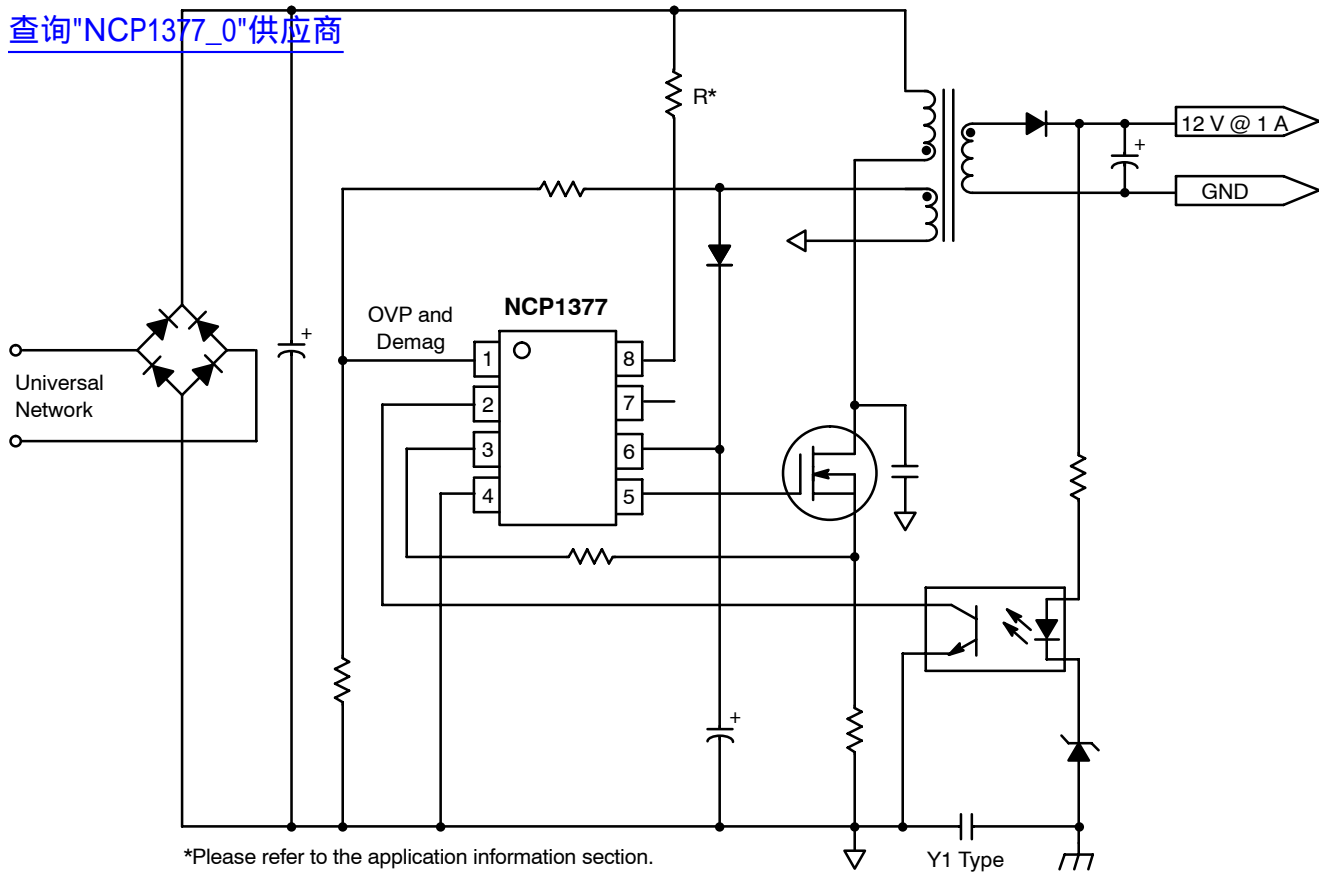 查询"NCP1377_0"供应商
R*
12 V @ 1 A
+
GND
NCP1377
OVP and
Demag
+
1
8
Universal
Network
2
7
3
6
4
5
+
*Please refer to the application information section.
Y1 Type